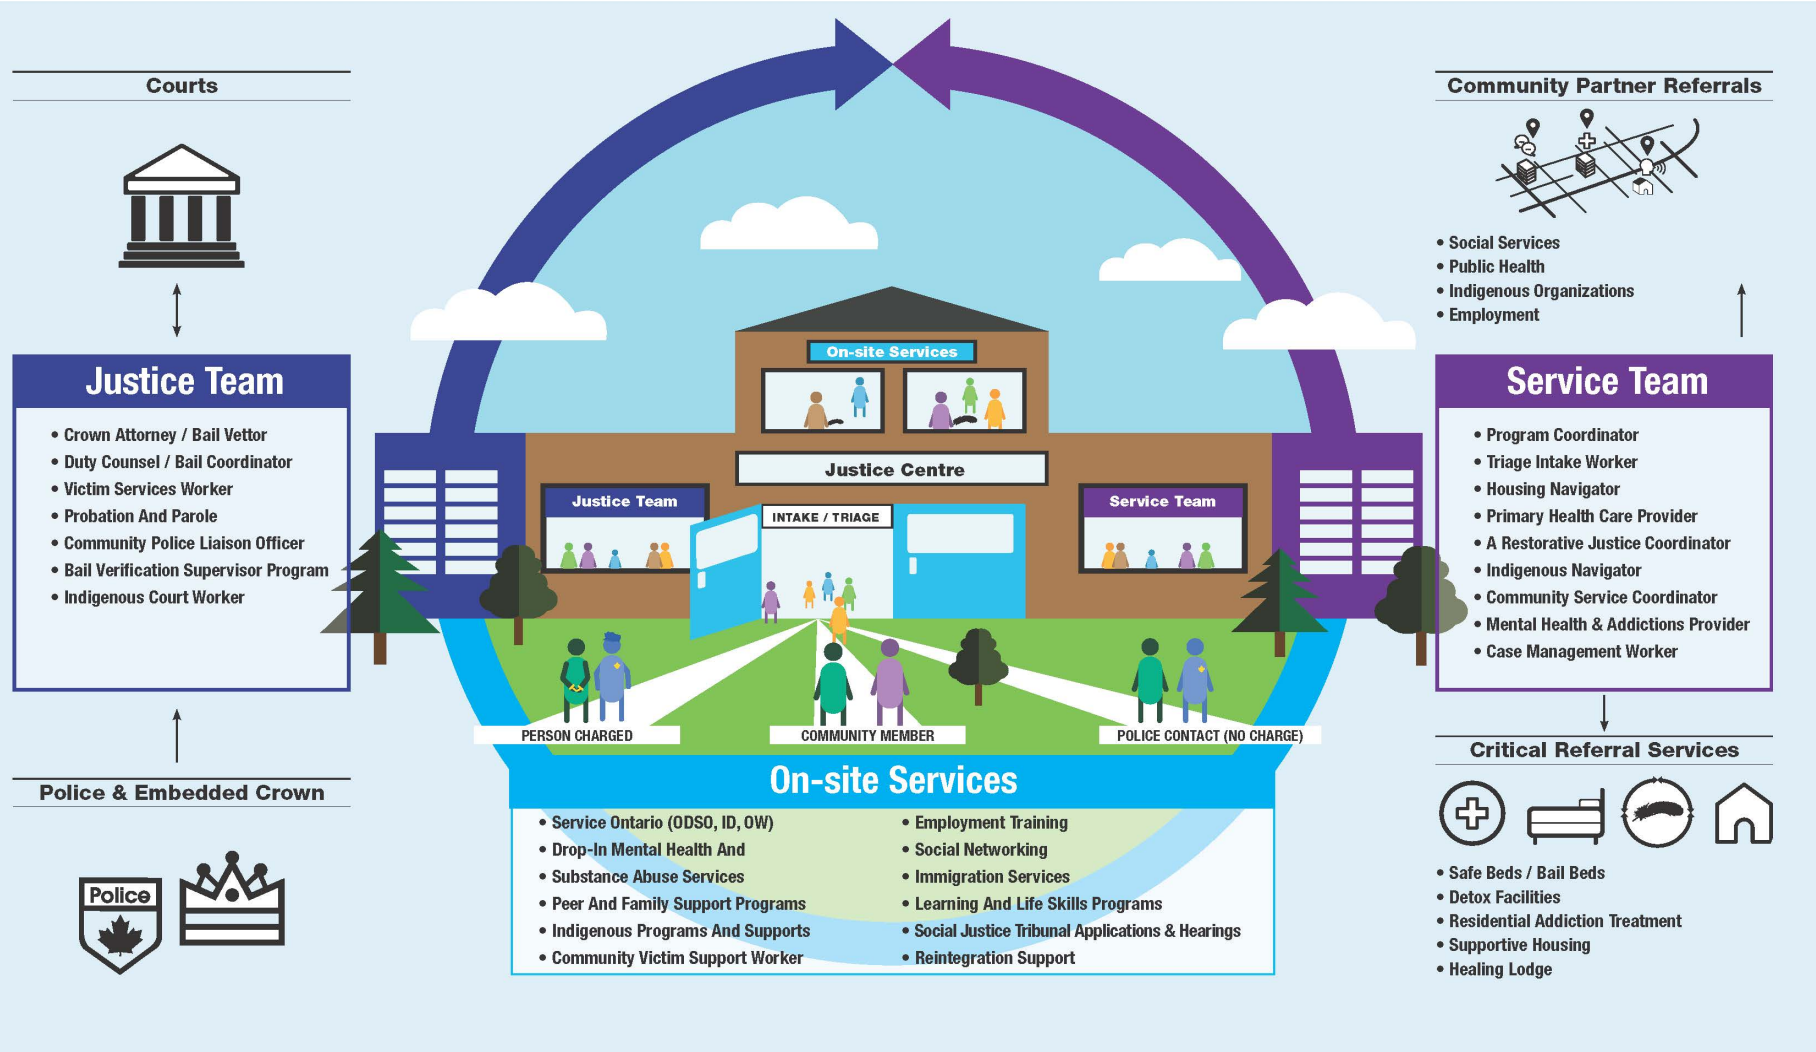 Courts
Justice Team
• Crown Attorney / Bail Vettor
• Duty Counsel / Bail Coordinator
• Victim Services Worker
• Probation And Parole
• Community Police Liaison Officer
• Bail Verification Supervisor Program
• Indigenous Court Worker
Police & Embedded Crown
Police
On-site Services
Justice Centre
Justice Team
INTAKE / TRIAGE
Service Team
PERSON CHARGED
COMMUNITY MEMBER
POLICE CONTACT (NO CHARGE)
On-site Services
• Service Ontario (ODSO, ID, OW)
• Drop-In Mental Health And
• Substance Abuse Services
• Peer And Family Support Programs
• Indigenous Programs And Supports
• Community Victim Support Worker
• Employment Training
• Social Networking
• Immigration Services
• Learning And Life Skills Programs
• Social Justice Tribunal Applications & Hearings
• Reintegration Support
Community Partner Referrals
• Social Services
• Public Health
• Indigenous Organizations
• Employment
Service Team
• Program Coordinator
• Triage Intake Worker
• Housing Navigator
• Primary Health Care Provider
• A Restorative Justice Coordinator
• Indigenous Navigator
• Community Service Coordinator
• Mental Health & Addictions Provider
• Case Management Worker
Critical Referral Services
• Safe Beds / Bail Beds
• Detox Facilities
• Residential Addiction Treatment
• Supportive Housing
• Healing Lodge